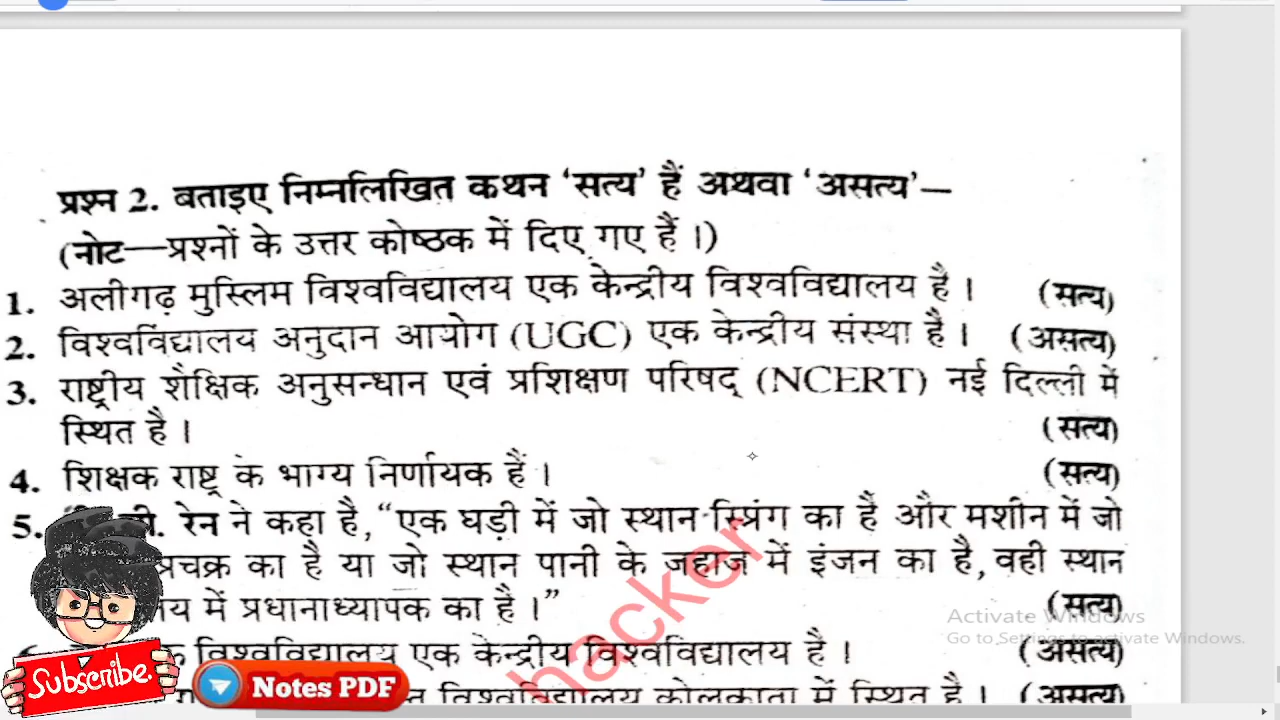 प्रश्न 2. बताइए निम्नलिखित कथन 'सत्य' हैं अथवा 'असत्य'—
(नोट—प्रश्नों के उत्तर कोष्ठक में दिए गए हैं।)
1. अलीगढ़ मुस्लिम विश्वविद्यालय एक केन्द्रीय विश्वविद्यालय है। (सत्य)
2. विश्वविद्यालय अनुदान आयोग (UGC) एक केन्द्रीय संस्था है। (असत्य)
3. राष्ट्रीय शैक्षिक अनुसन्धान एवं प्रशिक्षण परिषद् (NCERT) नई दिल्ली में
स्थित है। (सत्य)
4. शिक्षक राष्ट्र के भाग्य निर्णायक हैं। (सत्य)
5. रेन ने कहा है, "एक घड़ी में जो स्थान स्प्रिंग का है और मशीन में जो
प्रचक्र का है या जो स्थान पानी के जहाज में इंजन का है, वही स्थान
में प्रधानाध्यापक का है।" (सत्य)
विश्वविद्यालय एक केन्द्रीय विश्वविद्यालय है। (असत्य)
विश्वविद्यालय कोलकाता में स्थित है। (असत्य)
hacker
Activate Windows
Go to Settings to activate Windows.
Subscribe.
Notes PDF